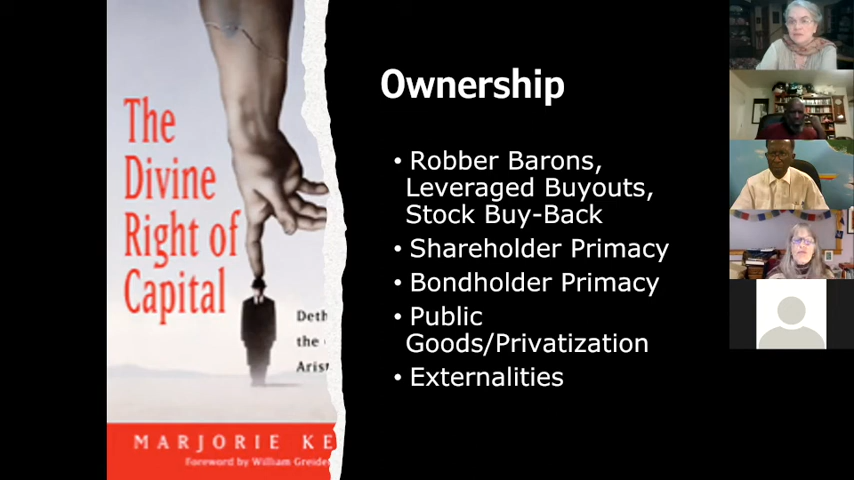 The
Divine
Right of
Capital
Deth
the
Aris
MARJORIE KE
Foreword by William Greide
Ownership
• Robber Barons,
Leveraged Buyouts,
Stock Buy-Back
• Shareholder Primacy
• Bondholder Primacy
• Public
Goods/Privatization
• Externalities